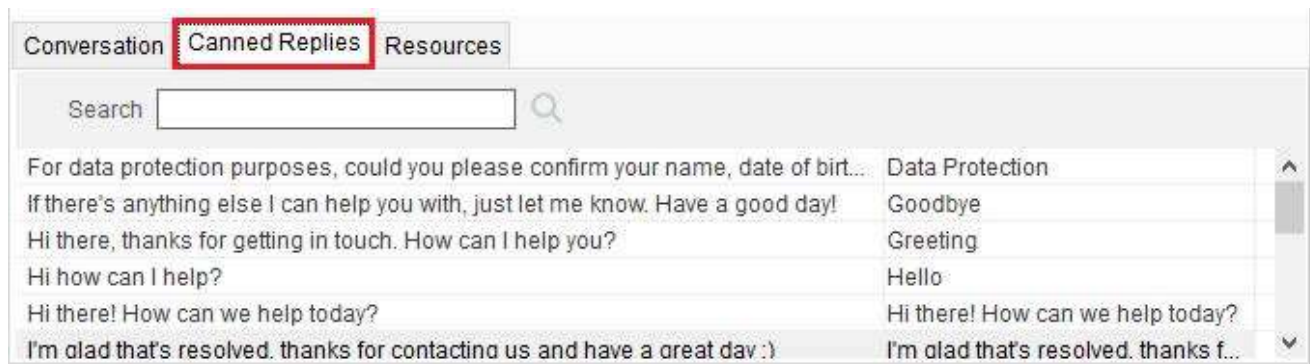 Conversation Canned Replies Resources
Search
For data protection purposes, could you please confirm your name, date of birt... Data Protection
If there's anything else I can help you with, just let me know. Have a good day! Goodbye
Hi there, thanks for getting in touch. How can I help you? Greeting
Hi how can I help? Hello
Hi there! How can we help today? Hi there! How can we help today?
I'm glad that's resolved, thanks for contacting us and have a great day :) I'm glad that's resolved, thanks f...